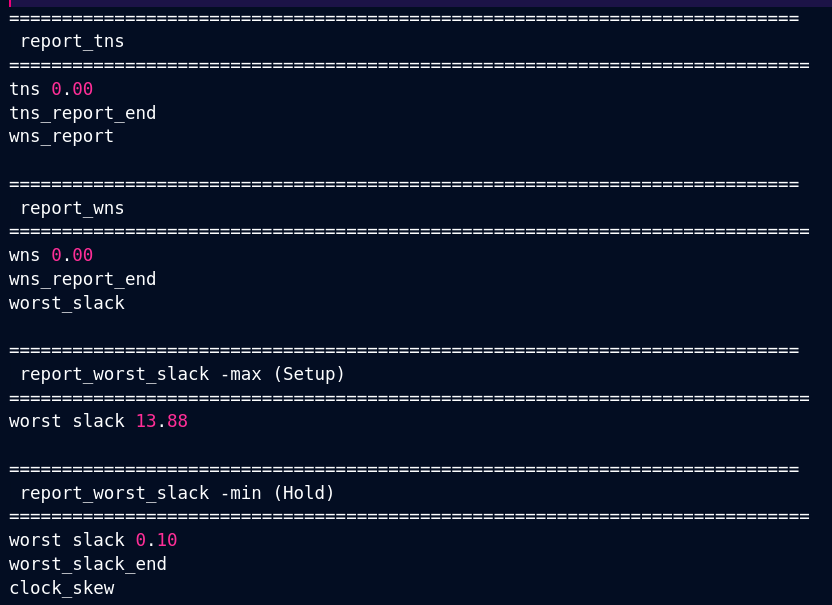 ===========================================================================
 report_tns
============================================================================
tns 0.00
tns_report_end
wns_report

===========================================================================
 report_wns
============================================================================
wns 0.00
wns_report_end
worst_slack

===========================================================================
 report_worst_slack -max (Setup)
============================================================================
worst slack 13.88

===========================================================================
 report_worst_slack -min (Hold)
============================================================================
worst slack 0.10
worst_slack_end
clock_skew